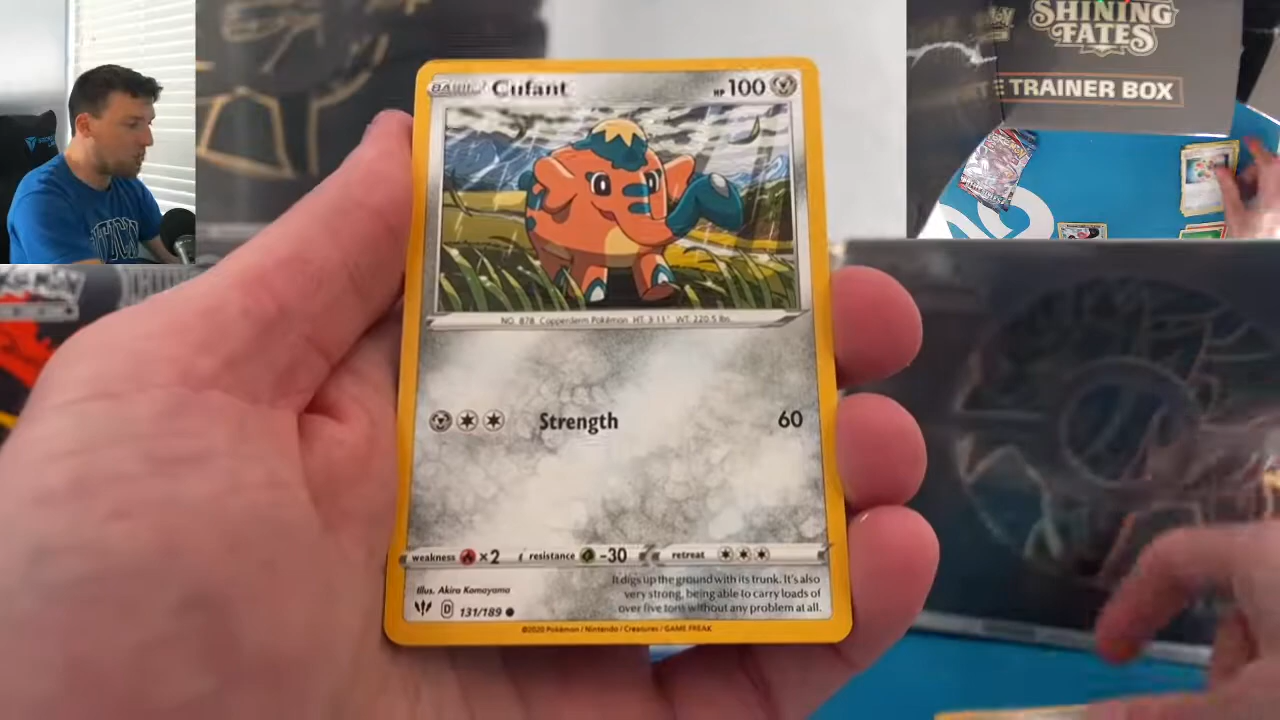 BASIC Cufant HP 100
NO. 878 Copperderm Pokémon HT: 3'11" WT: 220.5 lbs.
Strength 60
weakness ×2 resistance -30 retreat
Illus. Akira Komayama
D 131/189
It digs up the ground with its trunk. It's also
very strong, being able to carry loads of
over five tons without any problem at all.
©2020 Pokémon / Nintendo / Creatures / GAME FREAK
SHINING
FATES
E TRAINER BOX